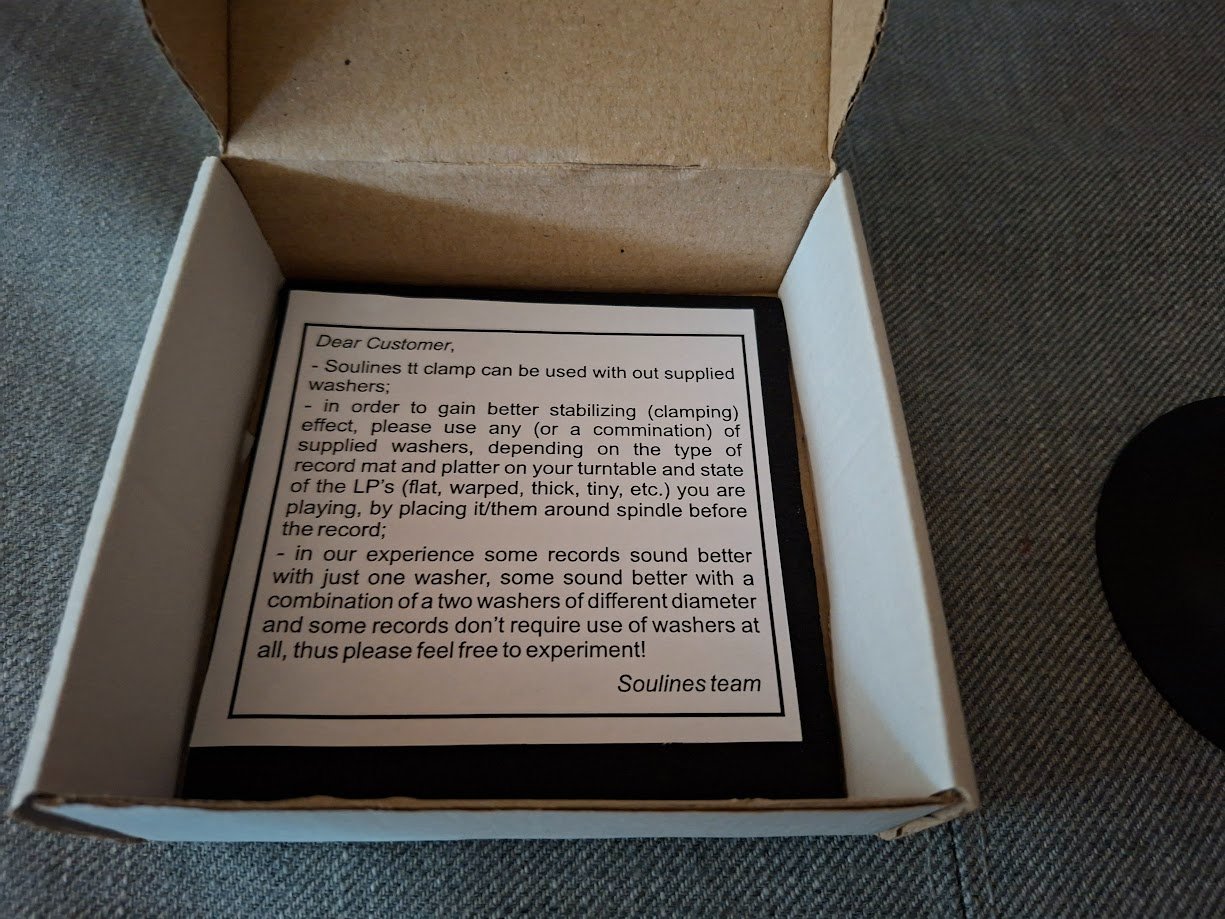 Dear Customer,
- Soulines tt clamp can be used with out supplied
washers;
- in order to gain better stabilizing (clamping)
effect, please use any (or a commination) of
supplied washers, depending on the type of
record mat and platter on your turntable and state
of the LP's (flat, warped, thick, tiny, etc.) you are
playing, by placing it/them around spindle before
the record;
- in our experience some records sound better
with just one washer, some sound better with a
combination of a two washers of different diameter
and some records don't require use of washers at
all, thus please feel free to experiment!
Soulines team